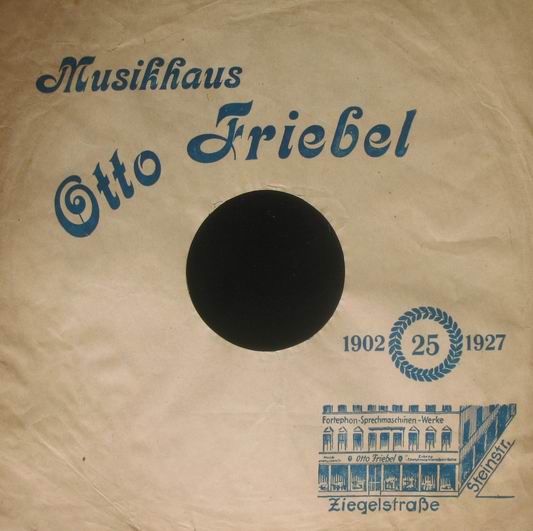 Musikhaus
Otto Friebel
1902 25 1927
Fortephon-Sprechmaschinen-Werke
Otto Friebel
Steinstr.
Ziegelstraße